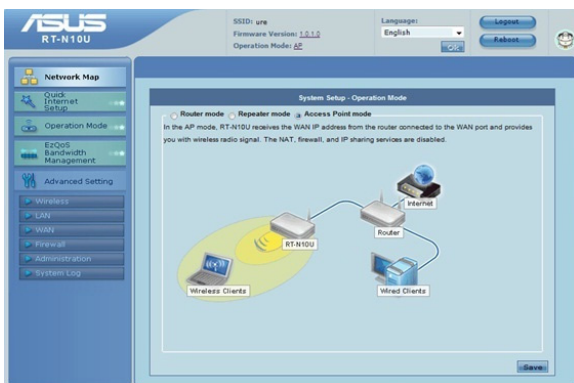 ASUS
RT-N10U
SSID: ure
Firmware Version: 1.0.1.0
Operation Mode: AP
Language:
English
Ok
Logout
Reboot
Network Map
Quick
Internet
Setup
Operation Mode
EzQoS
Bandwidth
Management
Advanced Setting
Wireless
LAN
WAN
Firewall
Administration
System Log
System Setup - Operation Mode
Router mode Repeater mode Access Point mode
In the AP mode, RT-N10U receives the WAN IP address from the router connected to the WAN port and provides
you with wireless radio signal. The NAT, firewall, and IP sharing services are disabled.
Internet
Router
RT-N10U
Wireless Clients
Wired Clients
Save